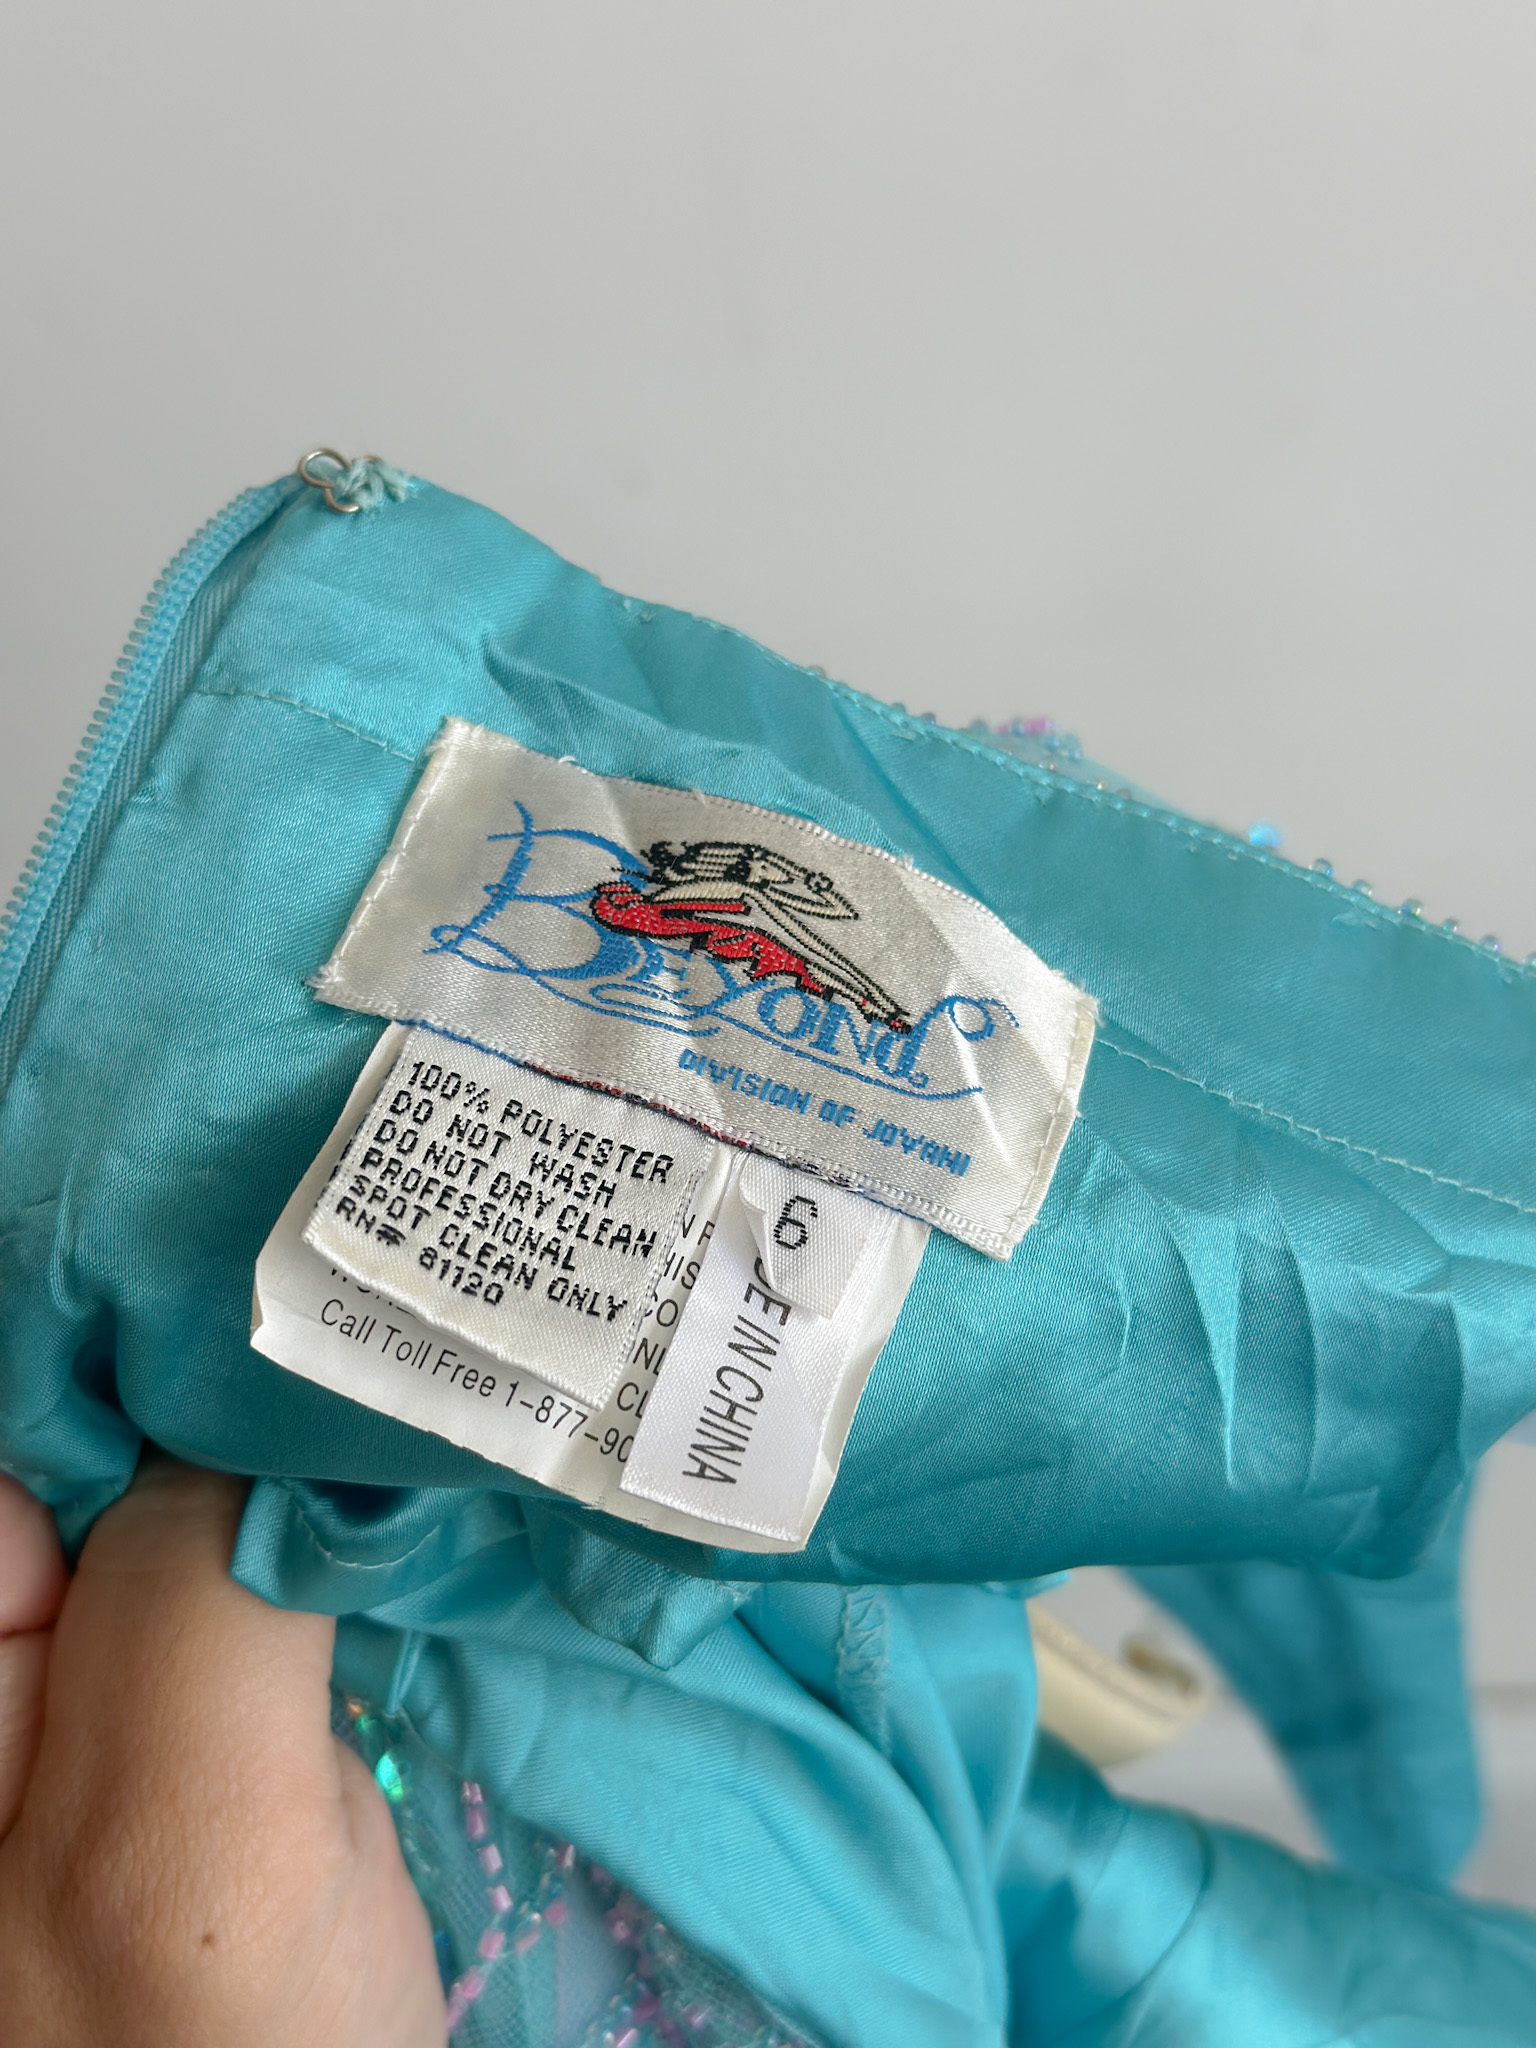 Beyond
DIVISION OF JOVANI
100% POLYESTER
DO NOT WASH
DO NOT DRY CLEAN
PROFESSIONAL
SPOT CLEAN ONLY
RN# 81120
6
IN CHINA
Call Toll Free 1-877-90